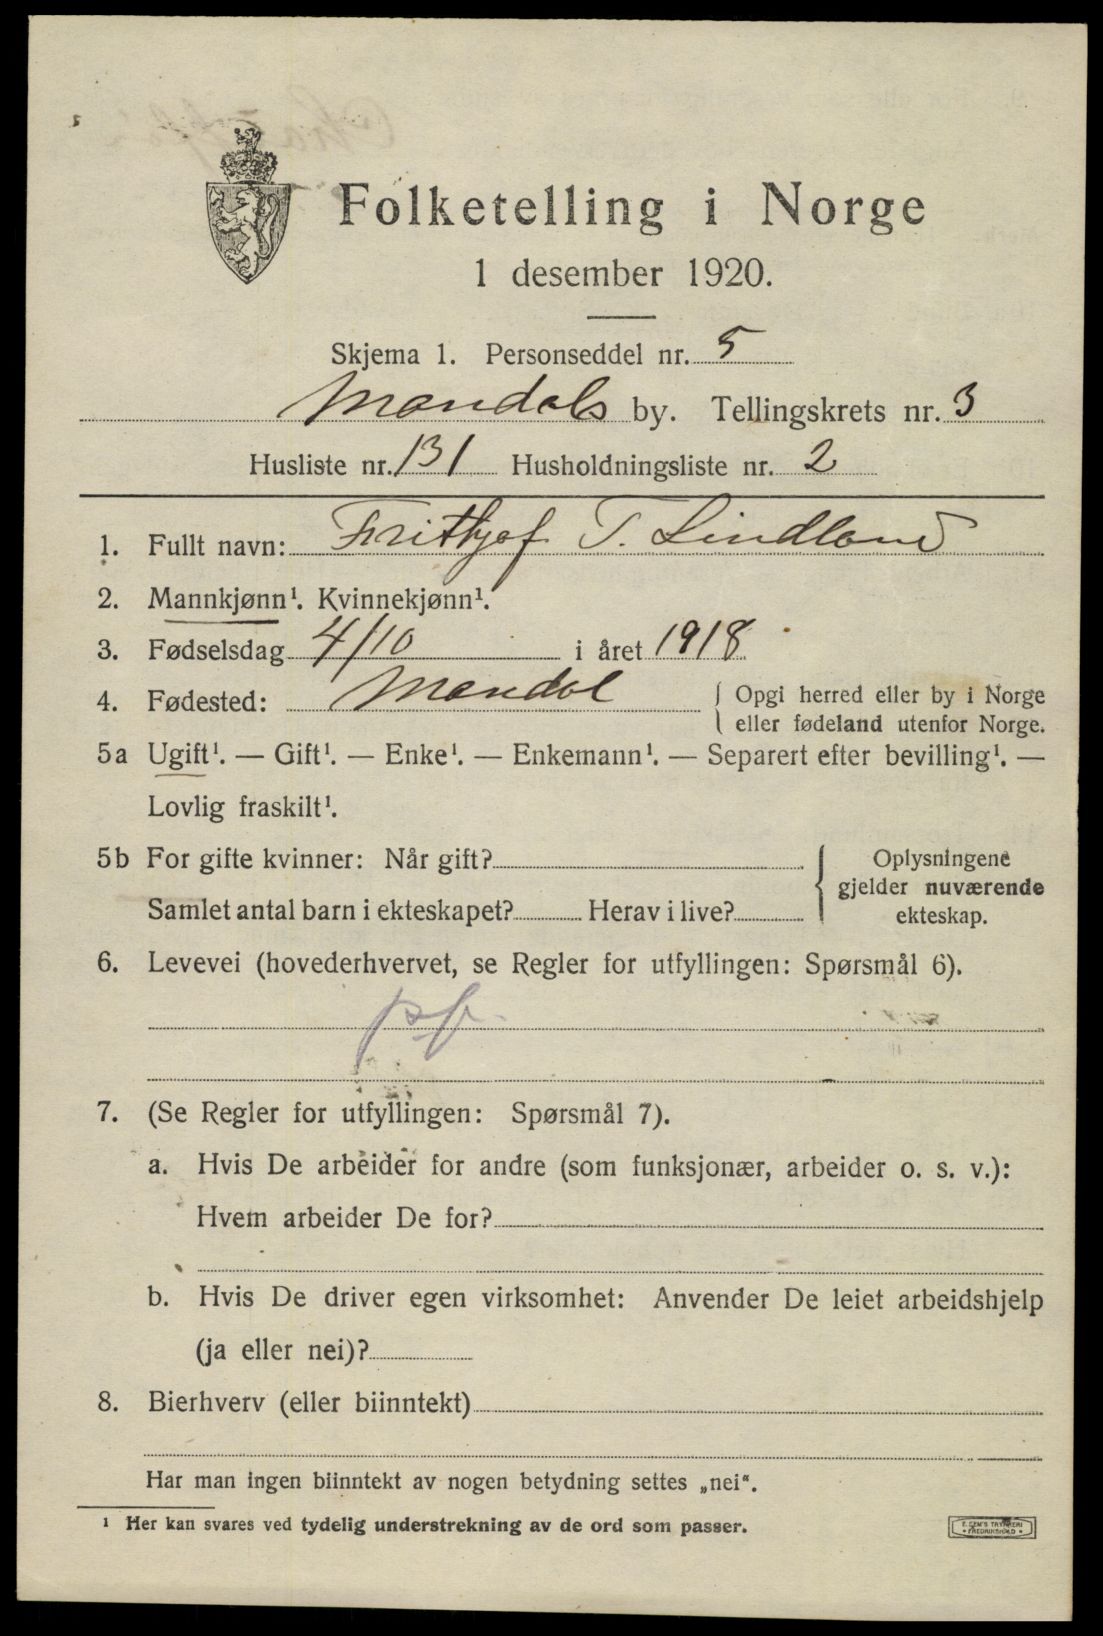 Folketelling i Norge
1 desember 1920.
Skjema 1. Personseddel nr. 5
Mandals by. Tellingskrets nr. 3
Husliste nr. 131 Husholdningsliste nr. 2
1. Fullt navn: Frithjof T. Lindland
2. Mannkjønn¹. Kvinnekjønn¹.
3. Fødselsdag 4/10 i året 1918
4. Fødested: Mandal { Opgi herred eller by i Norge
eller fødeland utenfor Norge.
5a Ugift¹. — Gift¹. — Enke¹. — Enkemann¹. — Separert efter bevilling¹. —
Lovlig fraskilt¹.
5b For gifte kvinner: Når gift?
Samlet antal barn i ekteskapet? Herav i live?
{ Oplysningene
gjelder nuværende
ekteskap.
6. Levevei (hovederhvervet, se Regler for utfyllingen: Spørsmål 6).
7. (Se Regler for utfyllingen: Spørsmål 7).
a. Hvis De arbeider for andre (som funksjonær, arbeider o. s. v.):
Hvem arbeider De for?
b. Hvis De driver egen virksomhet: Anvender De leiet arbeidshjelp
(ja eller nei)?
8. Bierhverv (eller biinntekt)
Har man ingen biinntekt av nogen betydning settes „nei“.
¹ Her kan svares ved tydelig understrekning av de ord som passer.